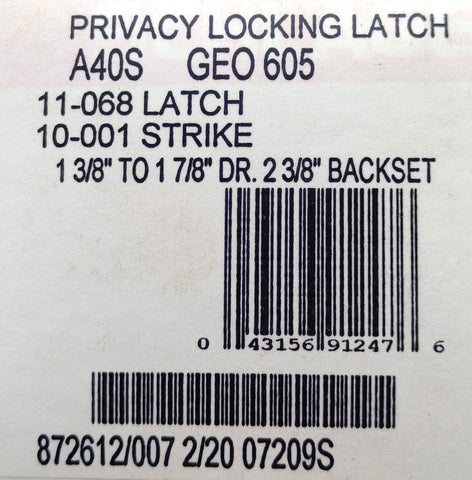 PRIVACY LOCKING LATCH
A40S GEO 605
11-068 LATCH
10-001 STRIKE
1 3/8" TO 1 7/8" DR. 2 3/8" BACKSET
0 43156 91247 6
872612/007 2/20 07209S